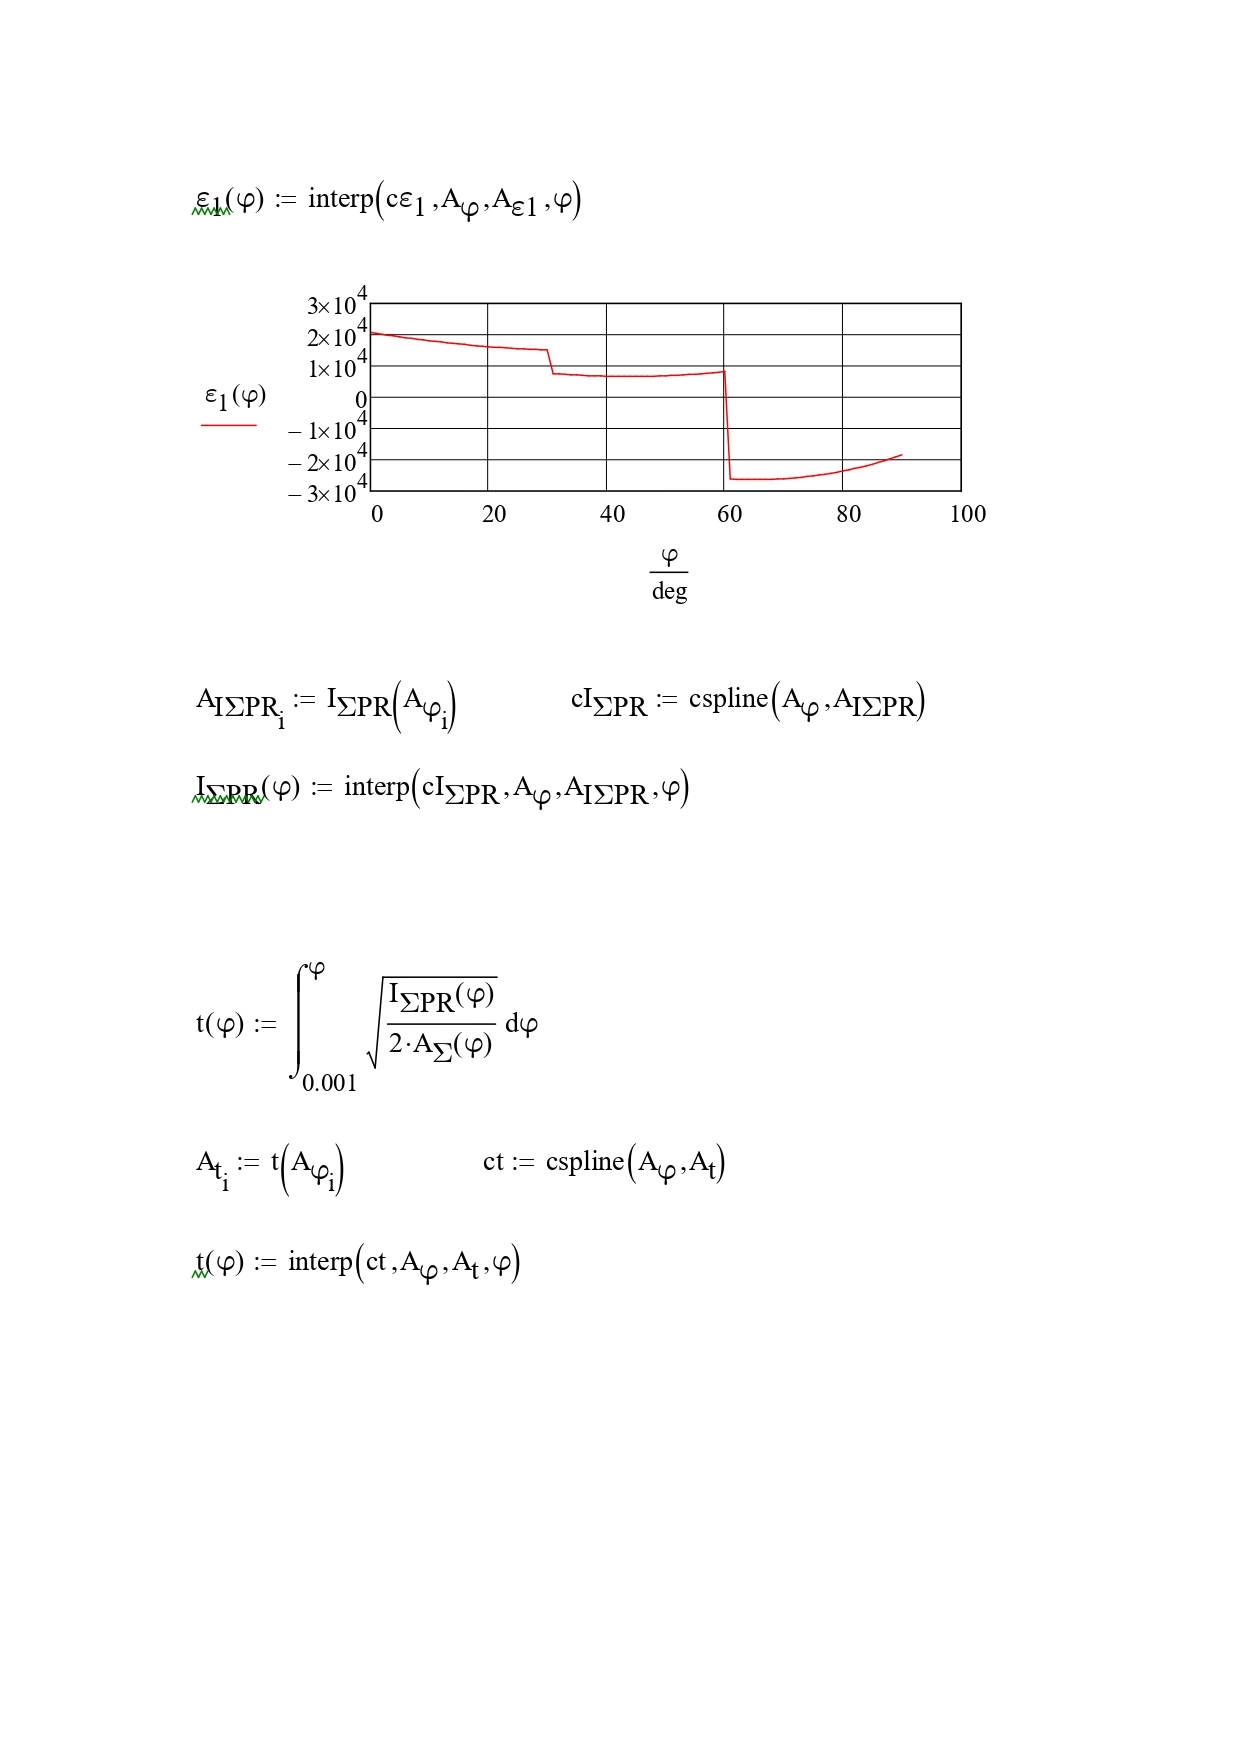 ε1(φ) := interp(cε1 , Aφ , Aε1 , φ)
3×10^4
2×10^4
1×10^4
0
− 1×10^4
− 2×10^4
− 3×10^4
ε1(φ)
0 20 40 60 80 100
φ
deg
AIΣPRi := IΣPR(Aφi) cIΣPR := cspline(Aφ , AIΣPR)
IΣPR(φ) := interp(cIΣPR , Aφ , AIΣPR , φ)
t(φ) := ∫0.001^φ √(IΣPR(φ) / 2·AΣ(φ)) dφ
Ati := t(Aφi) ct := cspline(Aφ , At)
t(φ) := interp(ct , Aφ , At , φ)